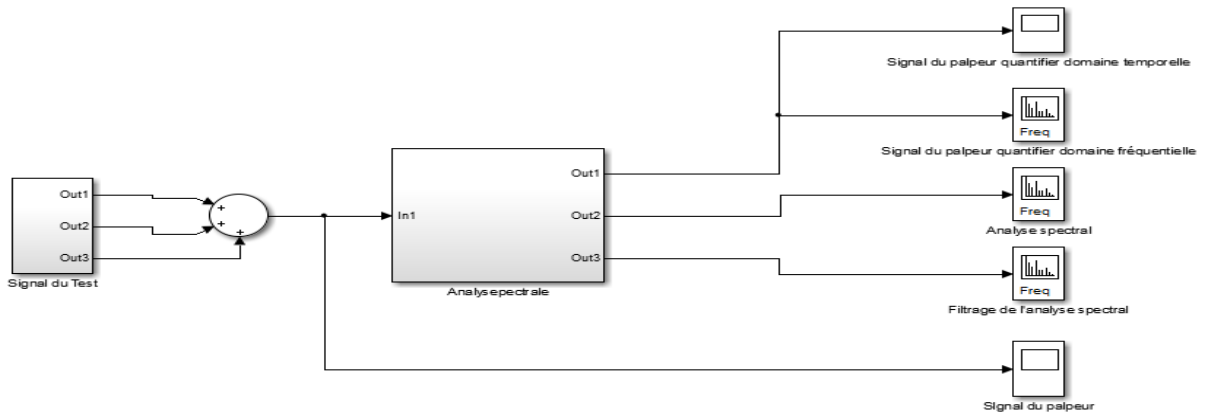 Signal du palpeur quantifier domaine temporelle
Freq
Signal du palpeur quantifier domaine fréquentielle
Out1
Out2
Out3
Signal du Test
+
+
+
In1
Out1
Out2
Out3
Analysepectrale
Freq
Analyse spectral
Freq
Filtrage de l'analyse spectral
Signal du palpeur